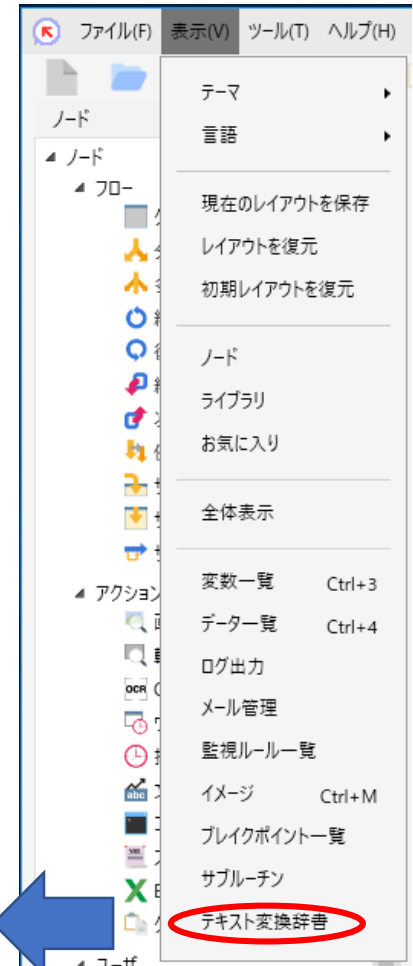 ファイル(F) 表示(V) ツール(T) ヘルプ(H)
テーマ
ノード
言語
ノード
フロー
現在のレイアウトを保存
レイアウトを復元
初期レイアウトを復元
ノード
ライブラリ
お気に入り
全体表示
変数一覧 Ctrl+3
アクション
データ一覧 Ctrl+4
ログ出力
OCR
メール管理
監視ルール一覧
abc
イメージ Ctrl+M
ブレイクポイント一覧
サブルーチン
テキスト変換辞書
ユーザ